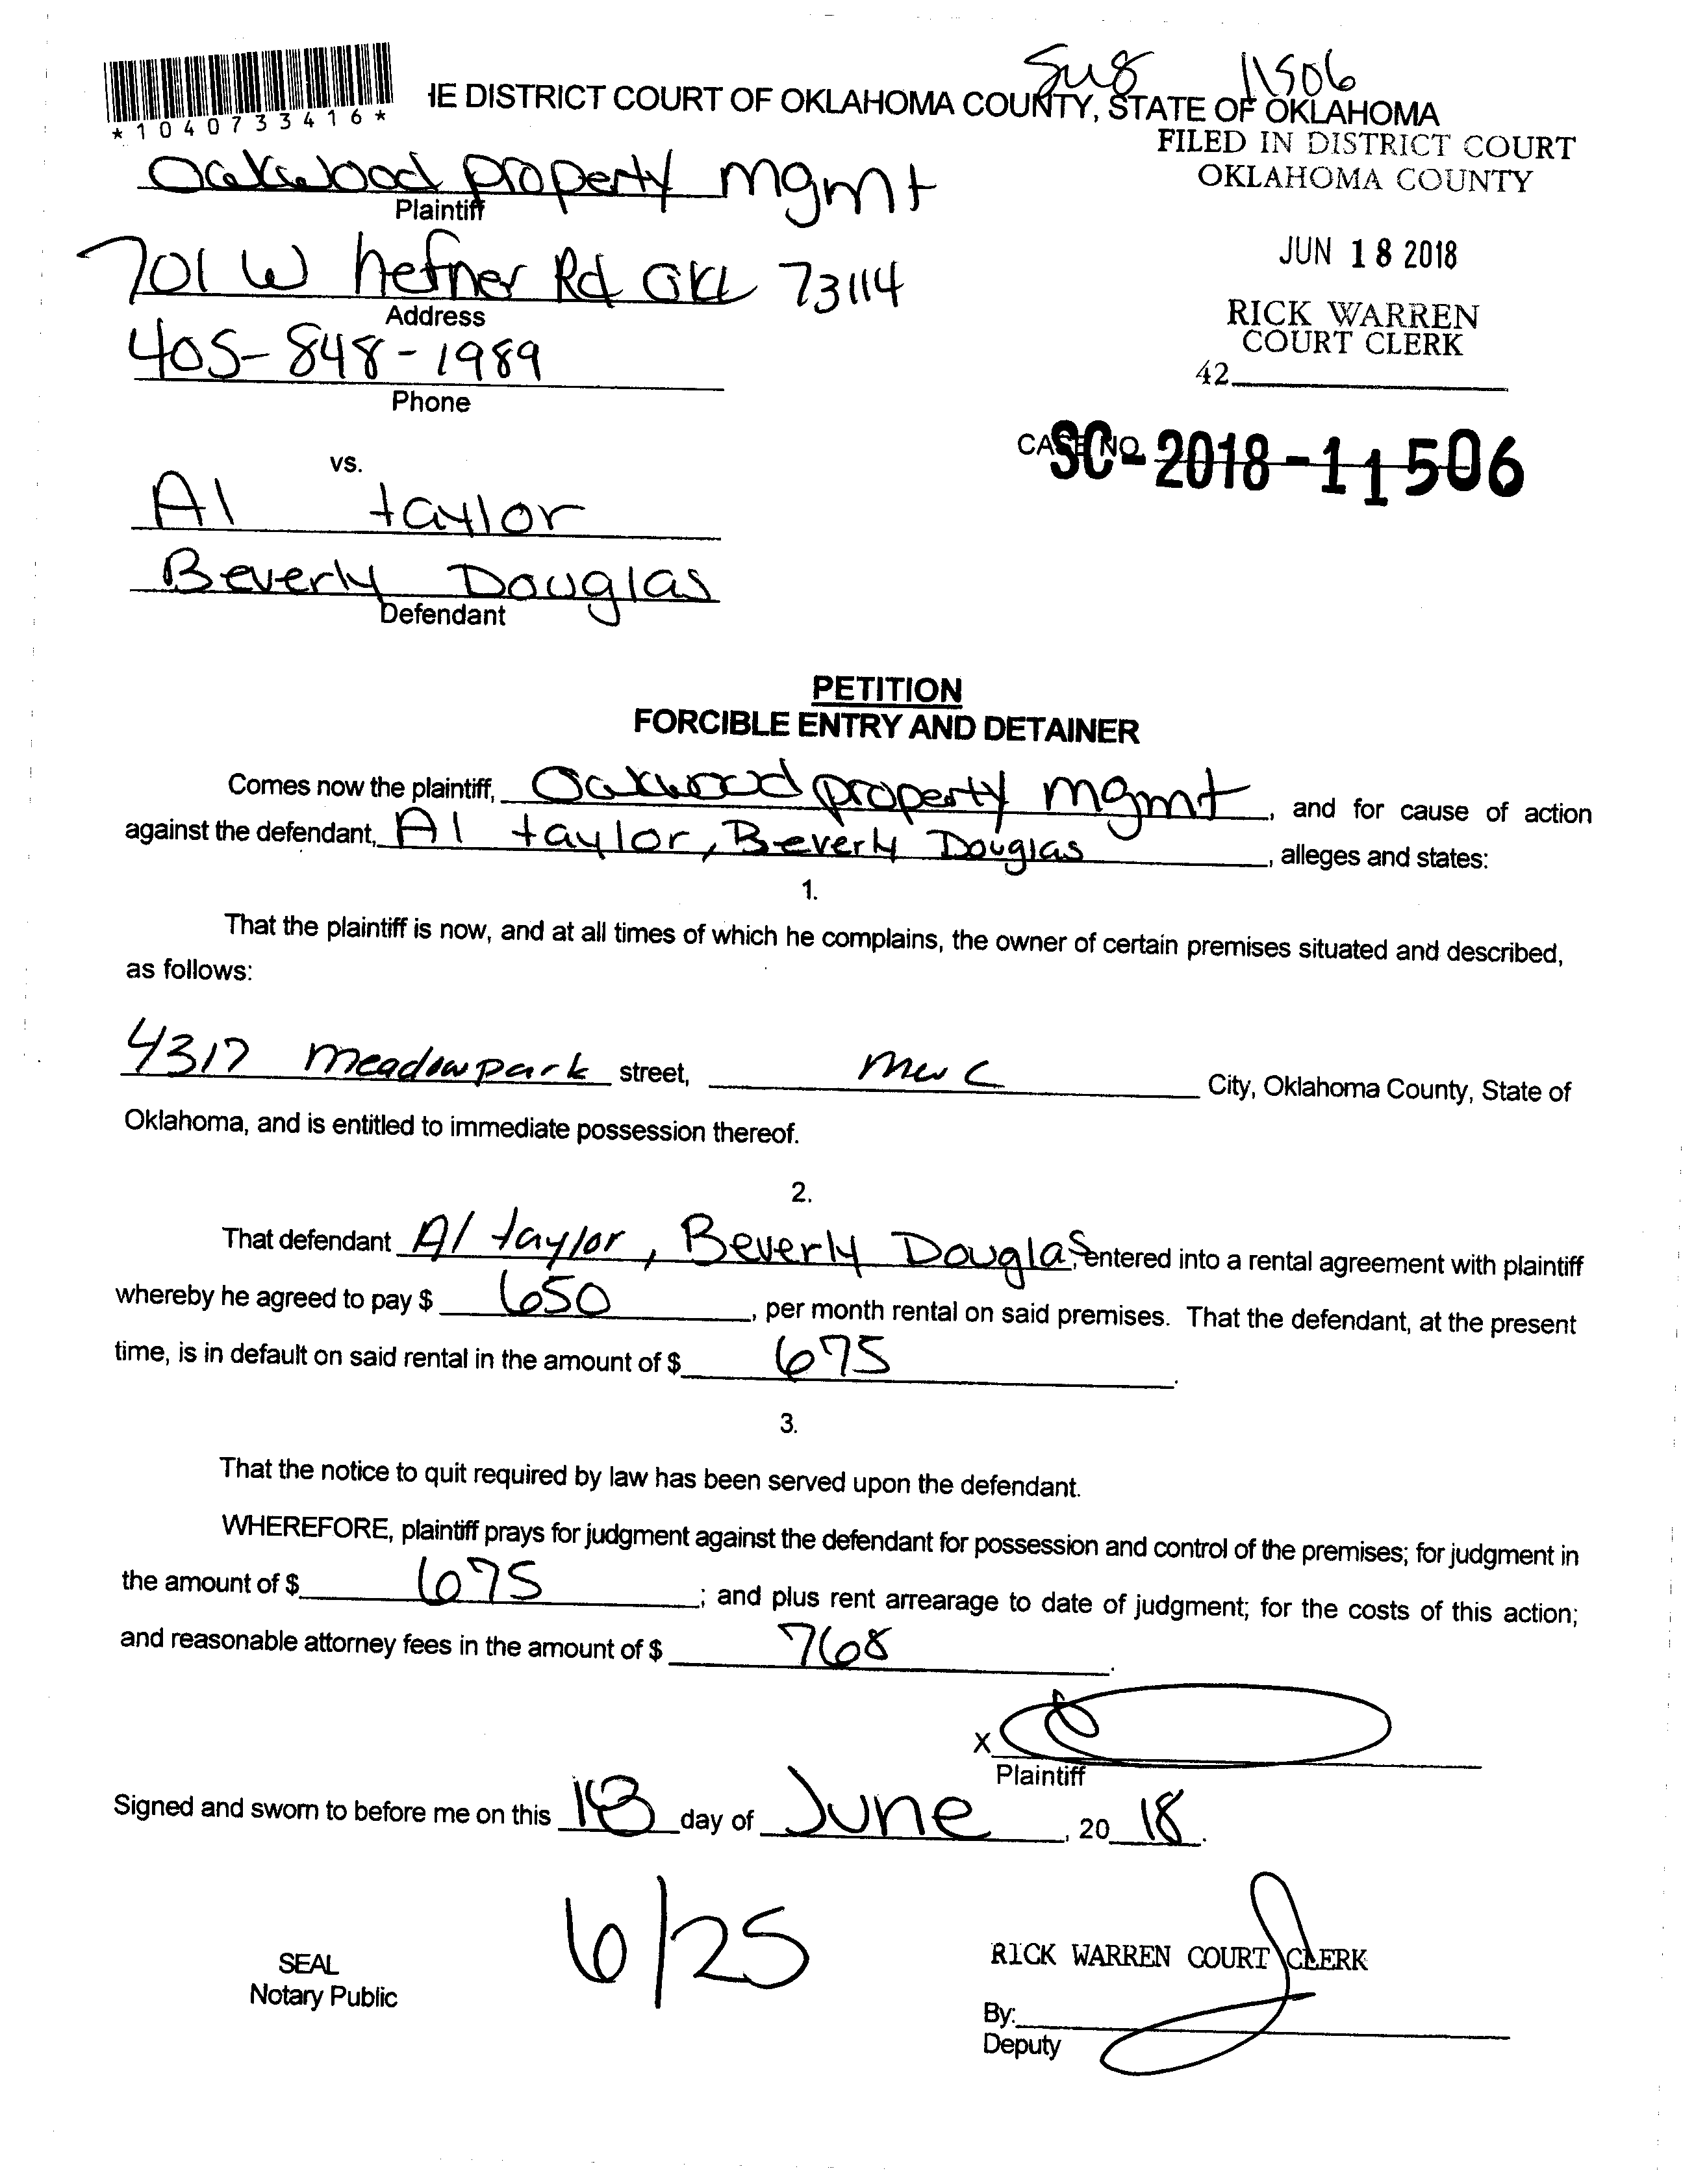 Sug 11506
*1040733416*
HE DISTRICT COURT OF OKLAHOMA COUNTY, STATE OF OKLAHOMA
FILED IN DISTRICT COURT
OKLAHOMA COUNTY
Oakwood property mgmt
Plaintiff
JUN 18 2018
701 W hefner Rd 73114
Address
RICK WARREN
COURT CLERK
405-848-1989
42
Phone
CASE NO. SC-2018-11506
vs.
Al taylor
Beverly Douglas
Defendant
PETITION
FORCIBLE ENTRY AND DETAINER
Comes now the plaintiff, Oakwood property mgmt, and for cause of action
against the defendant, Al taylor, Beverly Douglas, alleges and states:
1.
That the plaintiff is now, and at all times of which he complains, the owner of certain premises situated and described,
as follows:
4317 meadowpark street, mwc City, Oklahoma County, State of
Oklahoma, and is entitled to immediate possession thereof.
2.
That defendant Al taylor, Beverly Douglas, entered into a rental agreement with plaintiff
whereby he agreed to pay $ 650, per month rental on said premises. That the defendant, at the present
time, is in default on said rental in the amount of $ 675.
3.
That the notice to quit required by law has been served upon the defendant.
WHEREFORE, plaintiff prays for judgment against the defendant for possession and control of the premises; for judgment in
the amount of $ 675; and plus rent arrearage to date of judgment; for the costs of this action;
and reasonable attorney fees in the amount of $ 768.
X
Plaintiff
Signed and sworn to before me on this 18 day of June, 20 18.
6/25
SEAL
Notary Public
RICK WARREN COURT CLERK
By:
Deputy